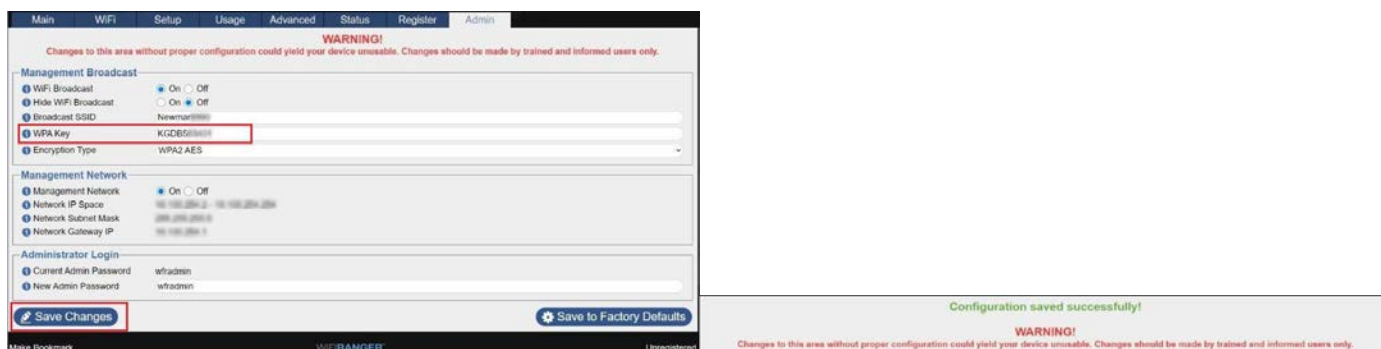 Main WiFi Setup Usage Advanced Status Register Admin
WARNING!
Changes to this area without proper configuration could yield your device unusable. Changes should be made by trained and informed users only.
Management Broadcast
WiFi Broadcast On Off
Hide WiFi Broadcast On Off
Broadcast SSID Newmar
WPA Key KGDB5
Encryption Type WPA2 AES
Management Network
Management Network On Off
Network IP Space
Network Subnet Mask
Network Gateway IP
Administrator Login
Current Admin Password wfradmin
New Admin Password wfradmin
Save Changes Save to Factory Defaults
Make Bookmark WiFiRANGER Unregistered
Configuration saved successfully!
WARNING!
Changes to this area without proper configuration could yield your device unusable. Changes should be made by trained and informed users only.